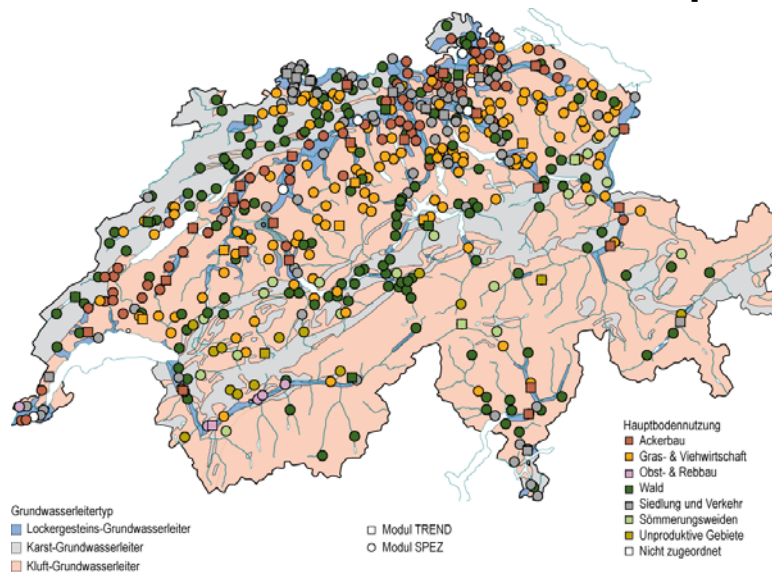 Hauptbodennutzung
Ackerbau
Gras- & Viehwirtschaft
Obst- & Rebbau
Wald
Siedlung und Verkehr
Sömmerungsweiden
Unproduktive Gebiete
Nicht zugeordnet
Grundwasserleitertyp
Lockergesteins-Grundwasserleiter
Karst-Grundwasserleiter
Kluft-Grundwasserleiter
Modul TREND
Modul SPEZ